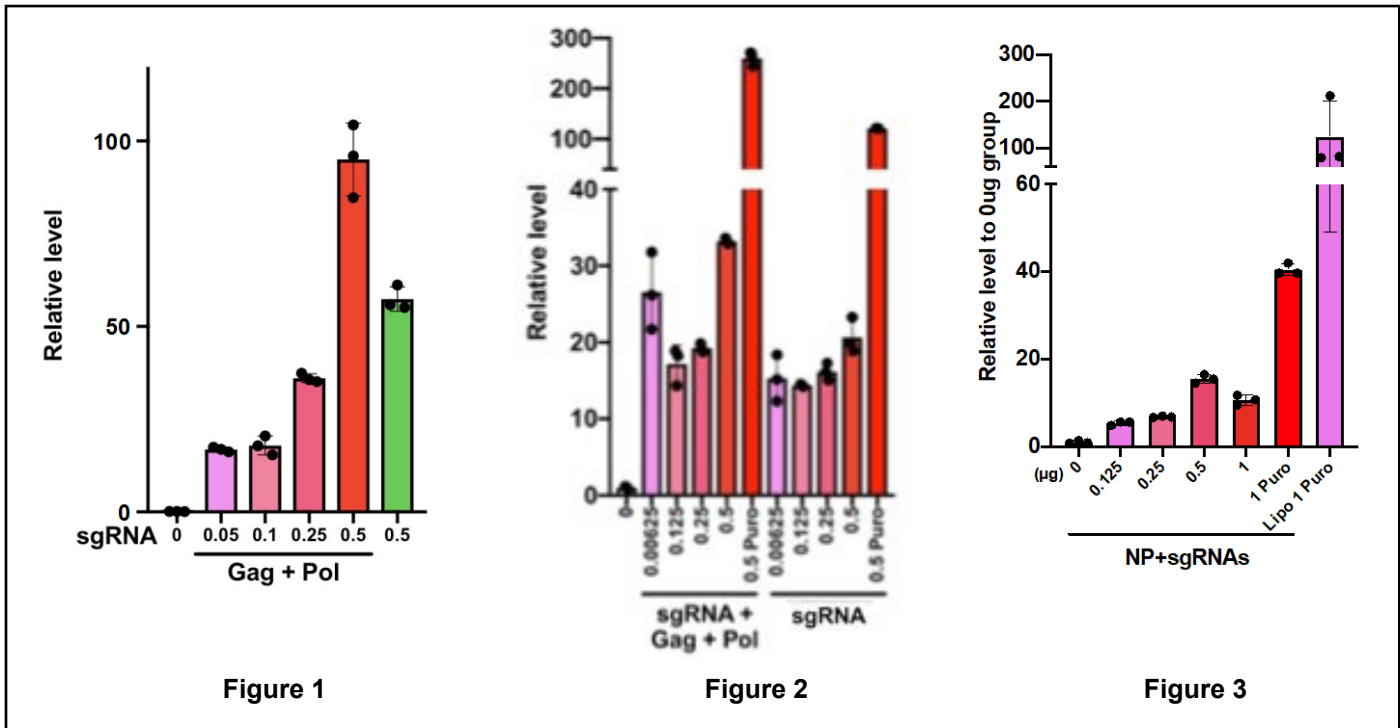 Relative level
100
50
0
sgRNA
0 0.05 0.1 0.25 0.5 0.5
Gag + Pol
Figure 1
Relative level
300
200
100
40
30
20
10
0
0 0.00625 0.125 0.25 0.5 0.5 Puro 0.00625 0.125 0.25 0.5 0.5 Puro
sgRNA +
Gag + Pol
sgRNA
Figure 2
Relative level to 0ug group
300
200
100
60
40
20
0
(μg) 0 0.125 0.25 0.5 1 1 Puro Lipo 1 Puro
NP+sgRNAs
Figure 3